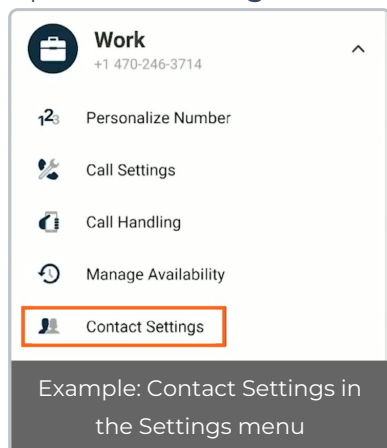 Work
+1 470-246-3714
123
Personalize Number
Call Settings
Call Handling
Manage Availability
Contact Settings
Example: Contact Settings in
the Settings menu